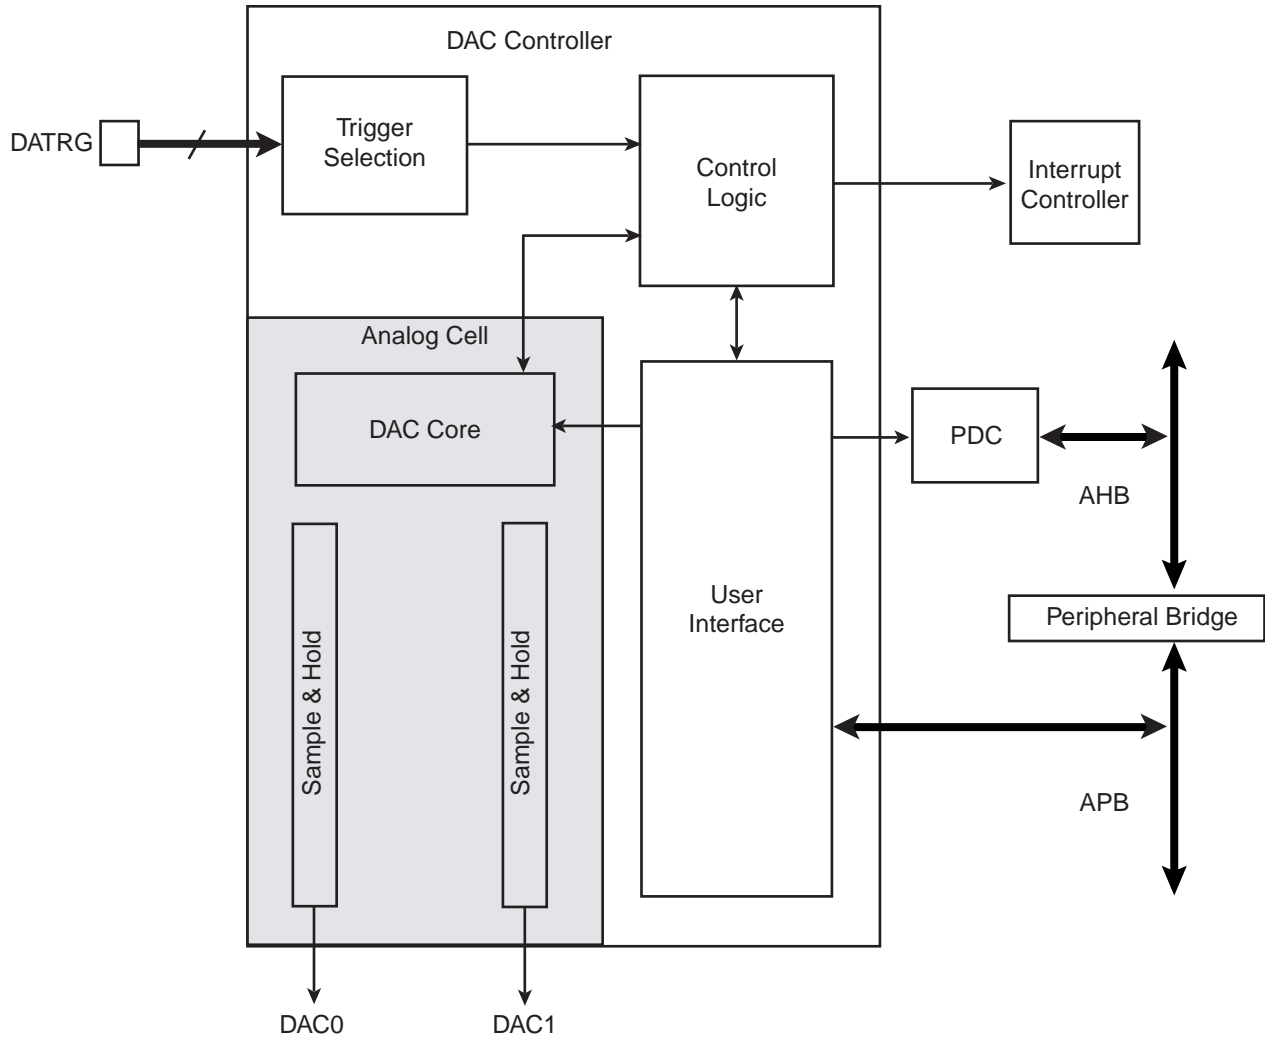 DAC Controller
DATRG
Trigger
Selection
Control
Logic
Interrupt
Controller
Analog Cell
DAC Core
PDC
AHB
User
Interface
Peripheral Bridge
Sample & Hold
Sample & Hold
APB
DAC0
DAC1